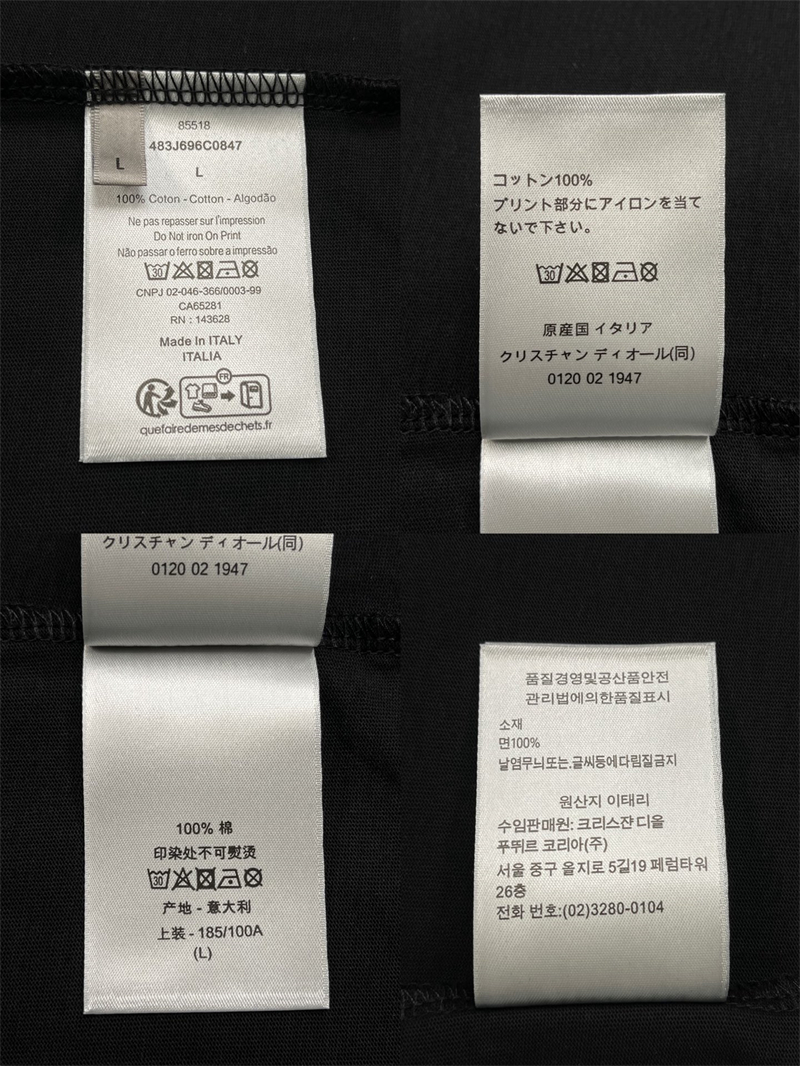 L
85518
483J696C0847
L
100% Coton - Cotton - Algodão
Ne pas repasser sur l'impression
Do Not iron On Print
Não passar o ferro sobre a impressão
30
CNPJ 02-046-366/0003-99
CA65281
RN : 143628
Made In ITALY
ITALIA
FR
quefairedemesdechets.fr
コットン100%
プリント部分にアイロンを当て
ないで下さい。
30
原産国 イタリア
クリスチャン ディオール(同)
0120 02 1947
クリスチャン ディオール(同)
0120 02 1947
100% 棉
印染处不可熨烫
30
产地 - 意大利
上装 - 185/100A
(L)
품질경영및공산품안전
관리법에의한품질표시
소재
면100%
날염무늬또는.글씨등에다림질금지
원산지 이태리
수임판매원: 크리스쟌 디올
푸뛰르 코리아(주)
서울 중구 을지로 5길19 페럼타워
26층
전화 번호:(02)3280-0104